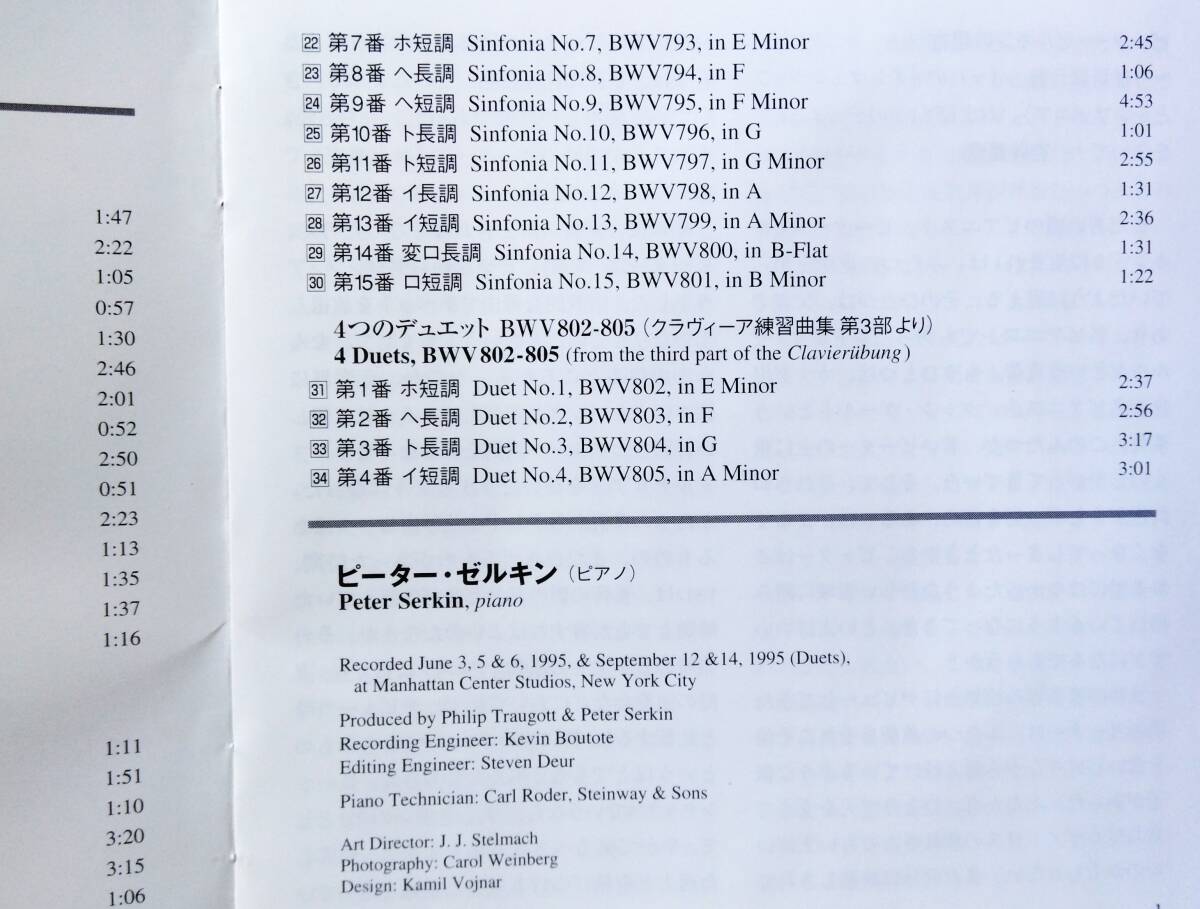 1:47
2:22
1:05
0:57
1:30
2:46
2:01
0:52
2:50
0:51
2:23
1:13
1:35
1:37
1:16
1:11
1:51
1:10
3:20
3:15
1:06
22 第7番 ホ短調 Sinfonia No.7, BWV793, in E Minor 2:45
23 第8番 ヘ長調 Sinfonia No.8, BWV794, in F 1:06
24 第9番 ヘ短調 Sinfonia No.9, BWV795, in F Minor 4:53
25 第10番 ト長調 Sinfonia No.10, BWV796, in G 1:01
26 第11番 ト短調 Sinfonia No.11, BWV797, in G Minor 2:55
27 第12番 イ長調 Sinfonia No.12, BWV798, in A 1:31
28 第13番 イ短調 Sinfonia No.13, BWV799, in A Minor 2:36
29 第14番 変ロ長調 Sinfonia No.14, BWV800, in B-Flat 1:31
30 第15番 ロ短調 Sinfonia No.15, BWV801, in B Minor 1:22
4つのデュエット BWV802-805（クラヴィーア練習曲集 第3部より）
4 Duets, BWV802-805 (from the third part of the Clavierübung)
31 第1番 ホ短調 Duet No.1, BWV802, in E Minor 2:37
32 第2番 ヘ長調 Duet No.2, BWV803, in F 2:56
33 第3番 ト長調 Duet No.3, BWV804, in G 3:17
34 第4番 イ短調 Duet No.4, BWV805, in A Minor 3:01
ピーター・ゼルキン（ピアノ）
Peter Serkin, piano
Recorded June 3, 5 & 6, 1995, & September 12 &14, 1995 (Duets),
at Manhattan Center Studios, New York City
Produced by Philip Traugott & Peter Serkin
Recording Engineer: Kevin Boutote
Editing Engineer: Steven Deur
Piano Technician: Carl Roder, Steinway & Sons
Art Director: J. J. Stelmach
Photography: Carol Weinberg
Design: Kamil Vojnar